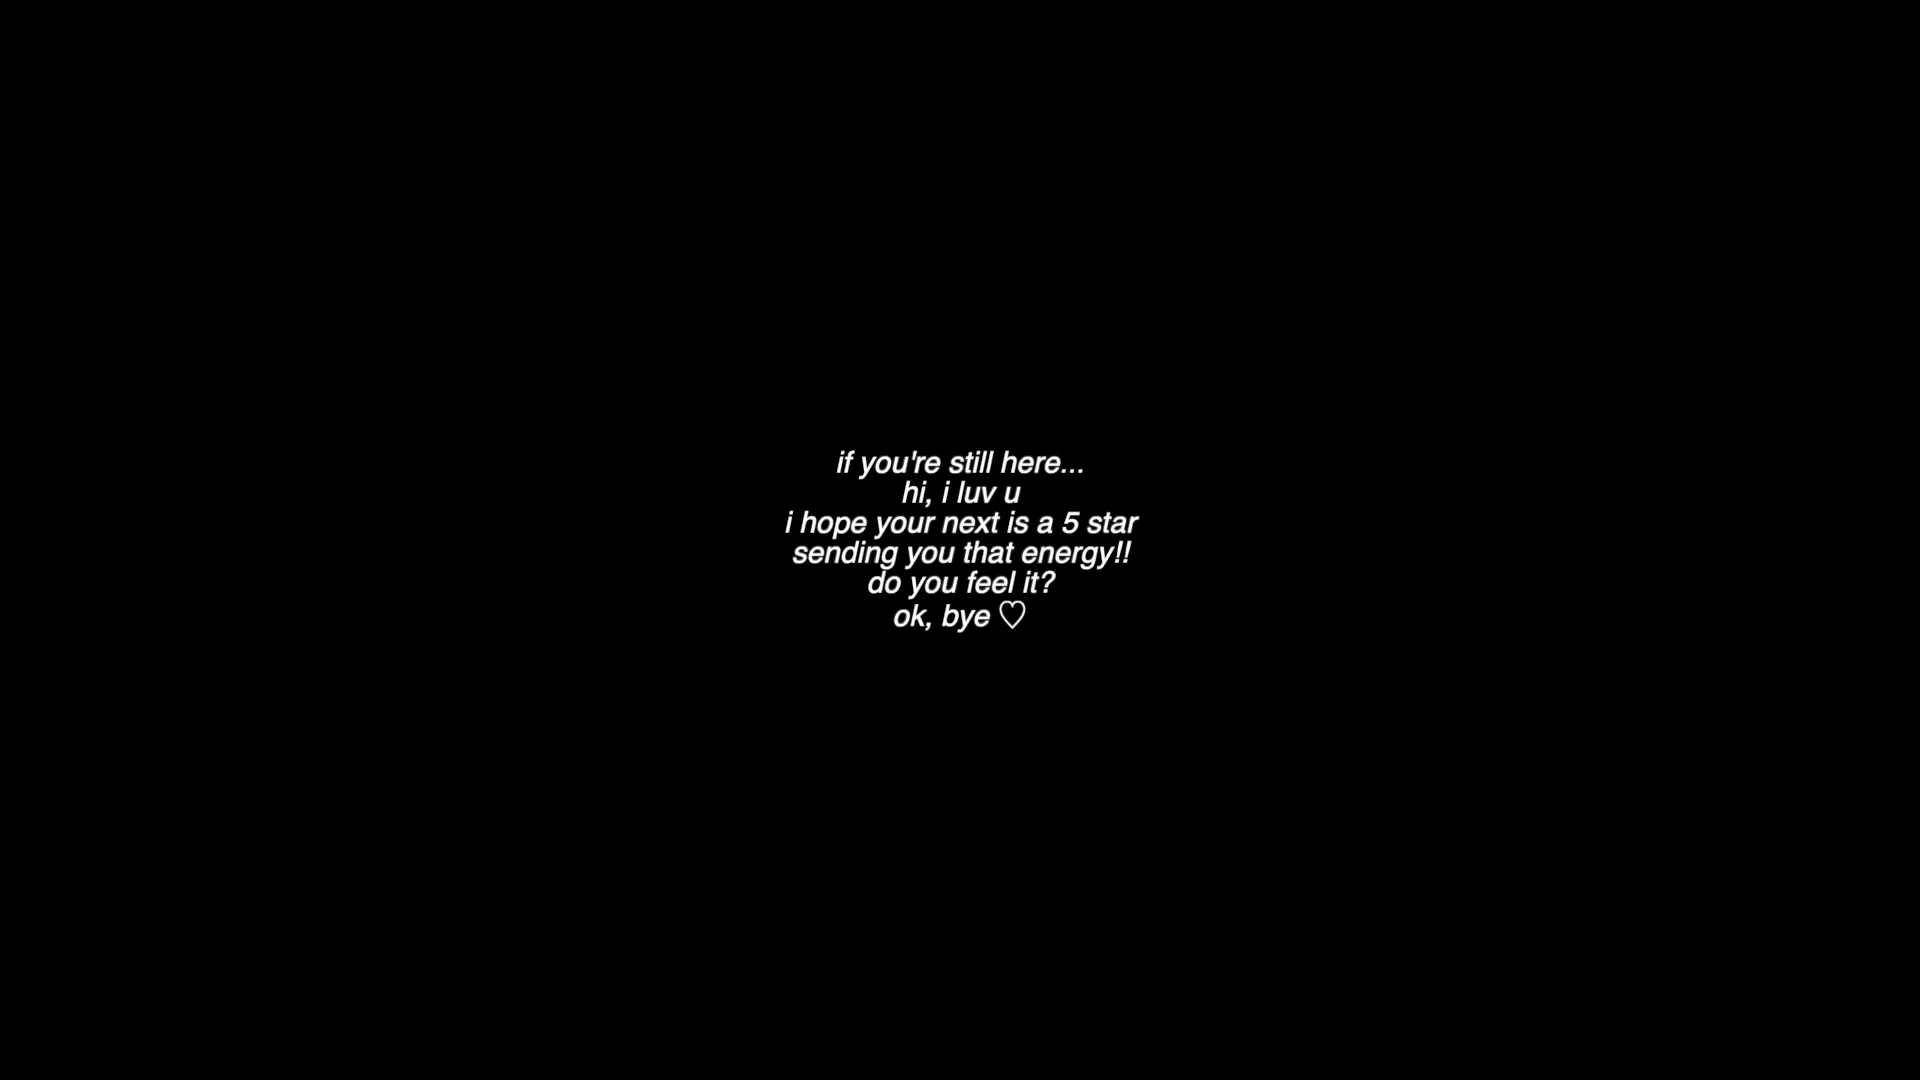 if you're still here...
hi, i luv u
i hope your next is a 5 star
sending you that energy!!
do you feel it?
ok, bye ♡